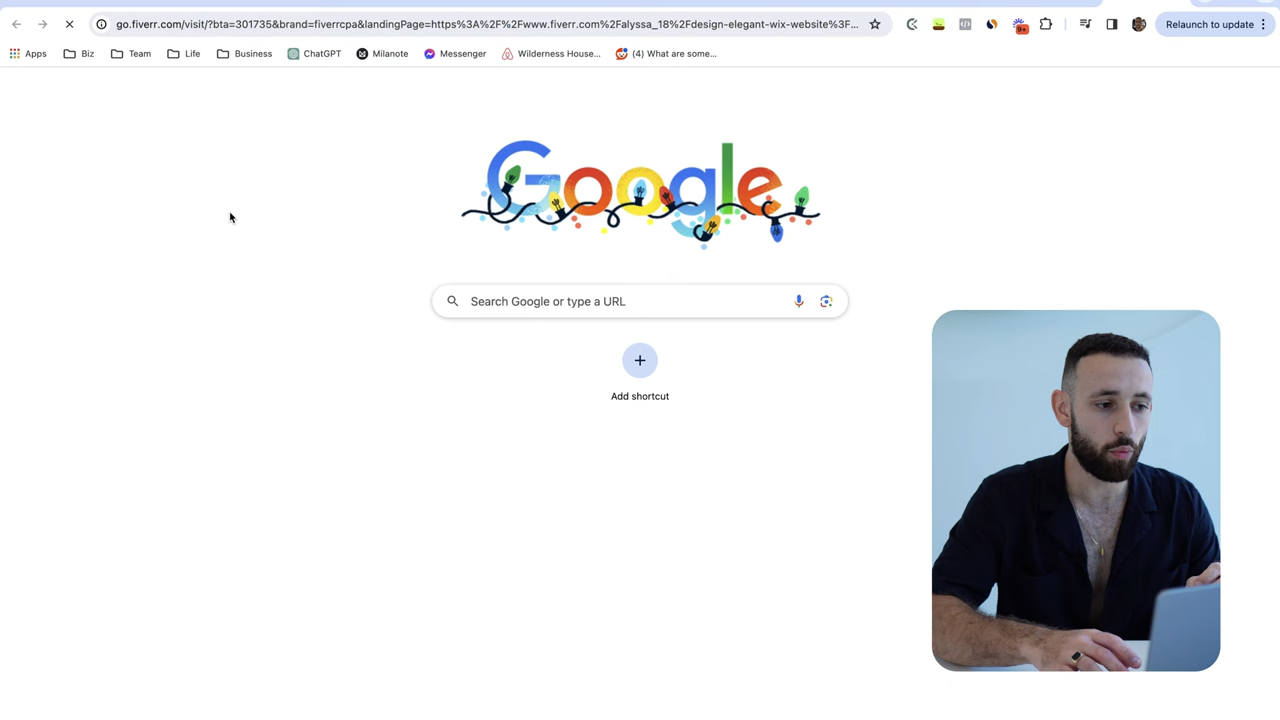 go.fiverr.com/visit/?bta=301735&brand=fiverrcpa&landingPage=https%3A%2F%2Fwww.fiverr.com%2Falyssa_18%2Fdesign-elegant-wix-website%3F...
9+
Relaunch to update
Apps
Biz
Team
Life
Business
ChatGPT
Milanote
Messenger
Wilderness House...
(4) What are some...
Google
Search Google or type a URL
Add shortcut